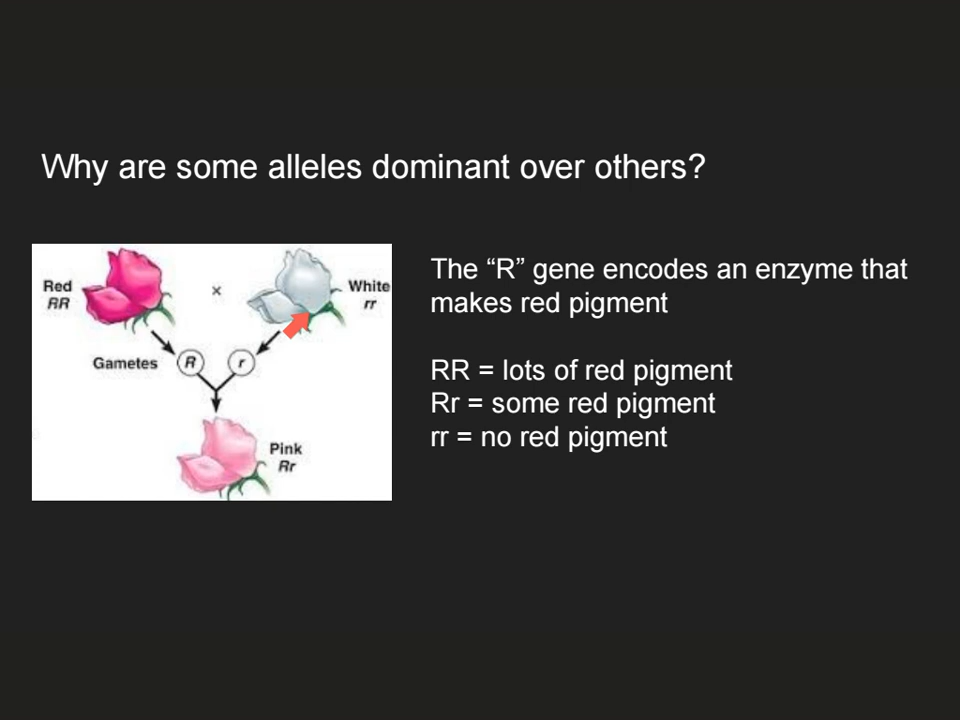 Why are some alleles dominant over others?
Red
RR
×
White
rr
Gametes
R
r
Pink
Rr
The “R” gene encodes an enzyme that
makes red pigment
RR = lots of red pigment
Rr = some red pigment
rr = no red pigment